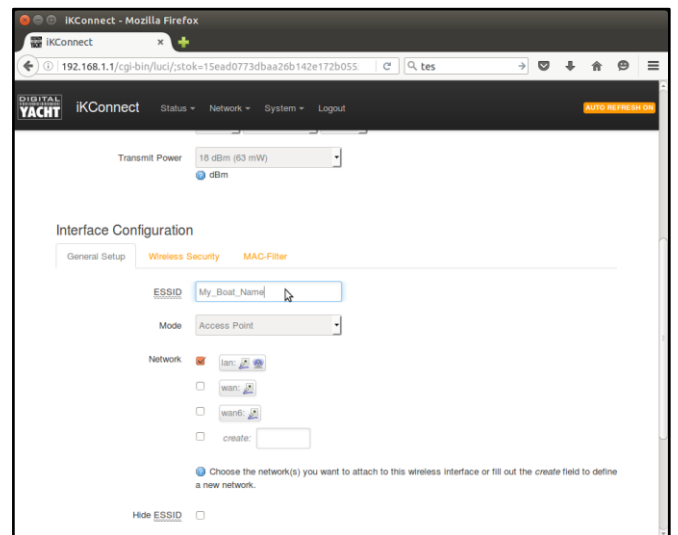 iKConnect - Mozilla Firefox
iKConnect
192.168.1.1/cgi-bin/luci/;stok=15ead0773dbaa26b142e172b055 tes
DIGITAL
YACHT iKConnect Status Network System Logout AUTO REFRESH ON
Transmit Power 18 dBm (63 mW)
dBm
Interface Configuration
General Setup Wireless Security MAC-Filter
ESSID My_Boat_Name
Mode Access Point
Network lan:
wan:
wan6:
create:
Choose the network(s) you want to attach to this wireless interface or fill out the create field to define
a new network.
Hide ESSID